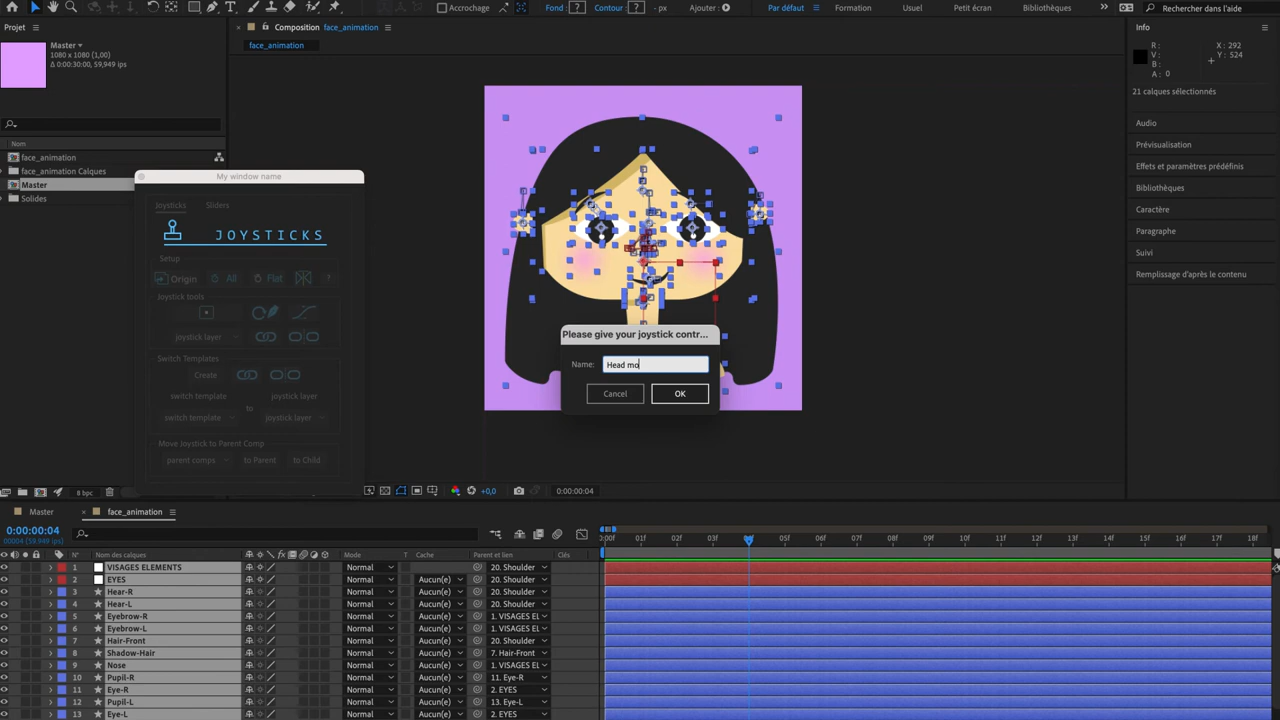 Accrochage
Fond : ?
Contour : ?
- px
Ajouter :
Par défaut
Formation
Usuel
Petit écran
Bibliothèques
Rechercher dans l'aide
Projet
Composition face_animation
face_animation
Master
1080 x 1080 (1,00)
Δ 0:00:30:00, 59,949 ips
Nom
face_animation
face_animation Calques
Master
Solides
My window name
Joysticks
Sliders
JOYSTICKS
Setup
Origin
All
Flat
Joystick tools
joystick layer
Switch Templates
Create
switch template
joystick layer
to
switch template
joystick layer
Move Joystick to Parent Comp
parent comps
to Parent
to Child
8 bpc
Please give your joystick contr...
Name:
Head mo
Cancel
OK
+0,0
0:00:00:04
Info
R :
V :
B :
A : 0
X : 292
Y : 524
21 calques sélectionnés
Audio
Prévisualisation
Effets et paramètres prédéfinis
Bibliothèques
Caractère
Paragraphe
Suivi
Remplissage d'après le contenu
Master
face_animation
0:00:00:04
00004 (59.949 ips)
N°
Nom des calques
Mode
T
Cache
Parent et lien
Clés
:00f 01f 02f 03f 04f 05f 06f 07f 08f 09f 10f 11f 12f 13f 14f 15f 16f 17f 18f
1 VISAGES ELEMENTS Normal 20. Shoulder
2 EYES Normal Aucun(e) 20. Shoulder
3 Hear-R Normal Aucun(e) 20. Shoulder
4 Hear-L Normal Aucun(e) 20. Shoulder
5 Eyebrow-R Normal Aucun(e) 1. VISAGES EL
6 Eyebrow-L Normal Aucun(e) 1. VISAGES EL
7 Hair-Front Normal Aucun(e) 20. Shoulder
8 Shadow-Hair Normal Aucun(e) 7. Hair-Front
9 Nose Normal Aucun(e) 1. VISAGES EL
10 Pupil-R Normal Aucun(e) 11. Eye-R
11 Eye-R Normal Aucun(e) 2. EYES
12 Pupil-L Normal Aucun(e) 13. Eye-L
13 Eye-L Normal Aucun(e) 2. EYES